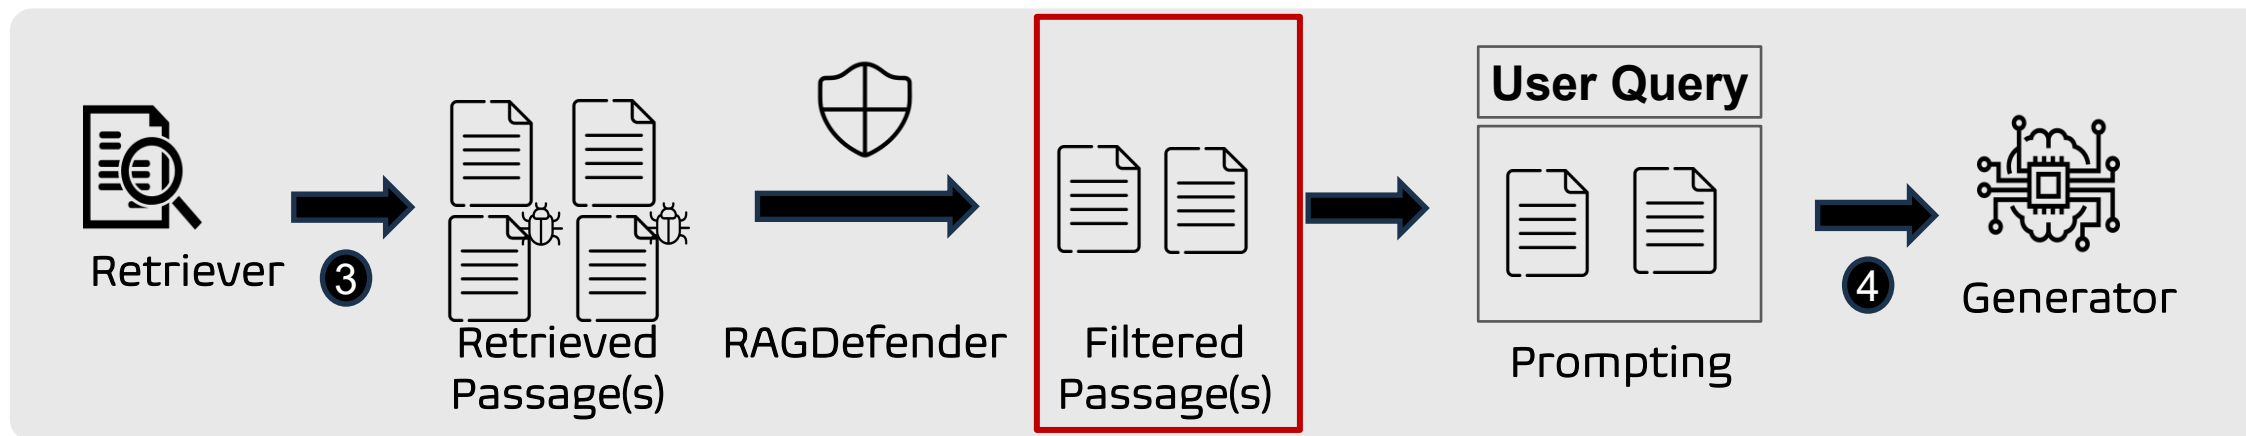 Retriever
3
Retrieved
Passage(s)
RAGDefender
Filtered
Passage(s)
User Query
Prompting
4
Generator